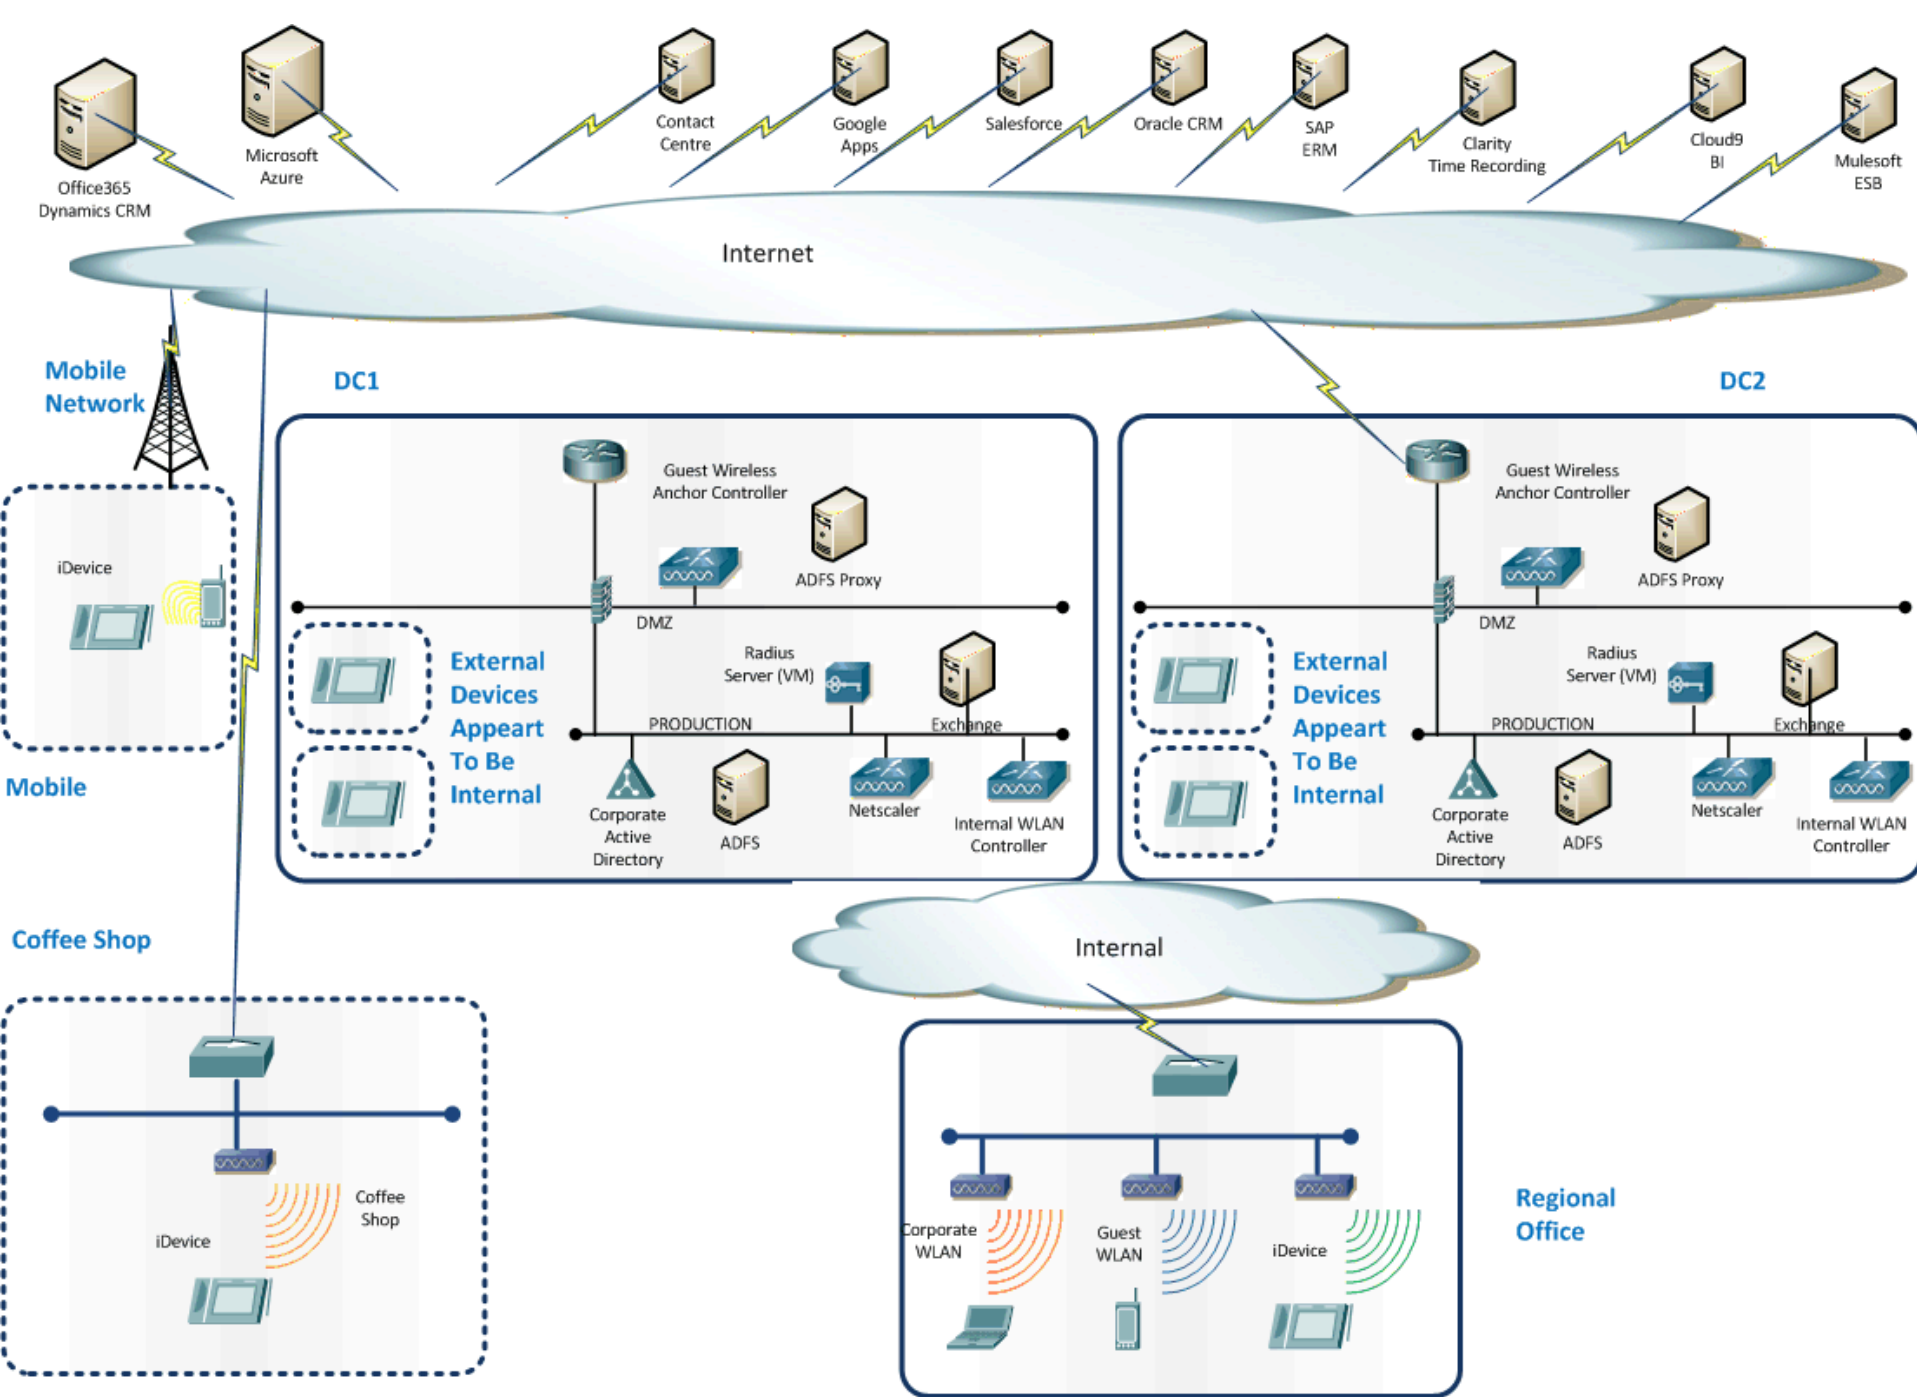 Office365
Dynamics CRM
Microsoft
Azure
Contact
Centre
Google
Apps
Salesforce
Oracle CRM
SAP
ERM
Clarity
Time Recording
Cloud9
BI
Mulesoft
ESB
Internet
Mobile
Network
DC1
DC2
Guest Wireless
Anchor Controller
ADFS Proxy
DMZ
External
Devices
Appeart
To Be
Internal
Radius
Server (VM)
PRODUCTION
Exchange
Corporate
Active
Directory
ADFS
Netscaler
Internal WLAN
Controller
Guest Wireless
Anchor Controller
ADFS Proxy
DMZ
External
Devices
Appeart
To Be
Internal
Radius
Server (VM)
PRODUCTION
Exchange
Corporate
Active
Directory
ADFS
Netscaler
Internal WLAN
Controller
iDevice
Mobile
Coffee Shop
Coffee
Shop
iDevice
Internal
Corporate
WLAN
Guest
WLAN
iDevice
Regional
Office